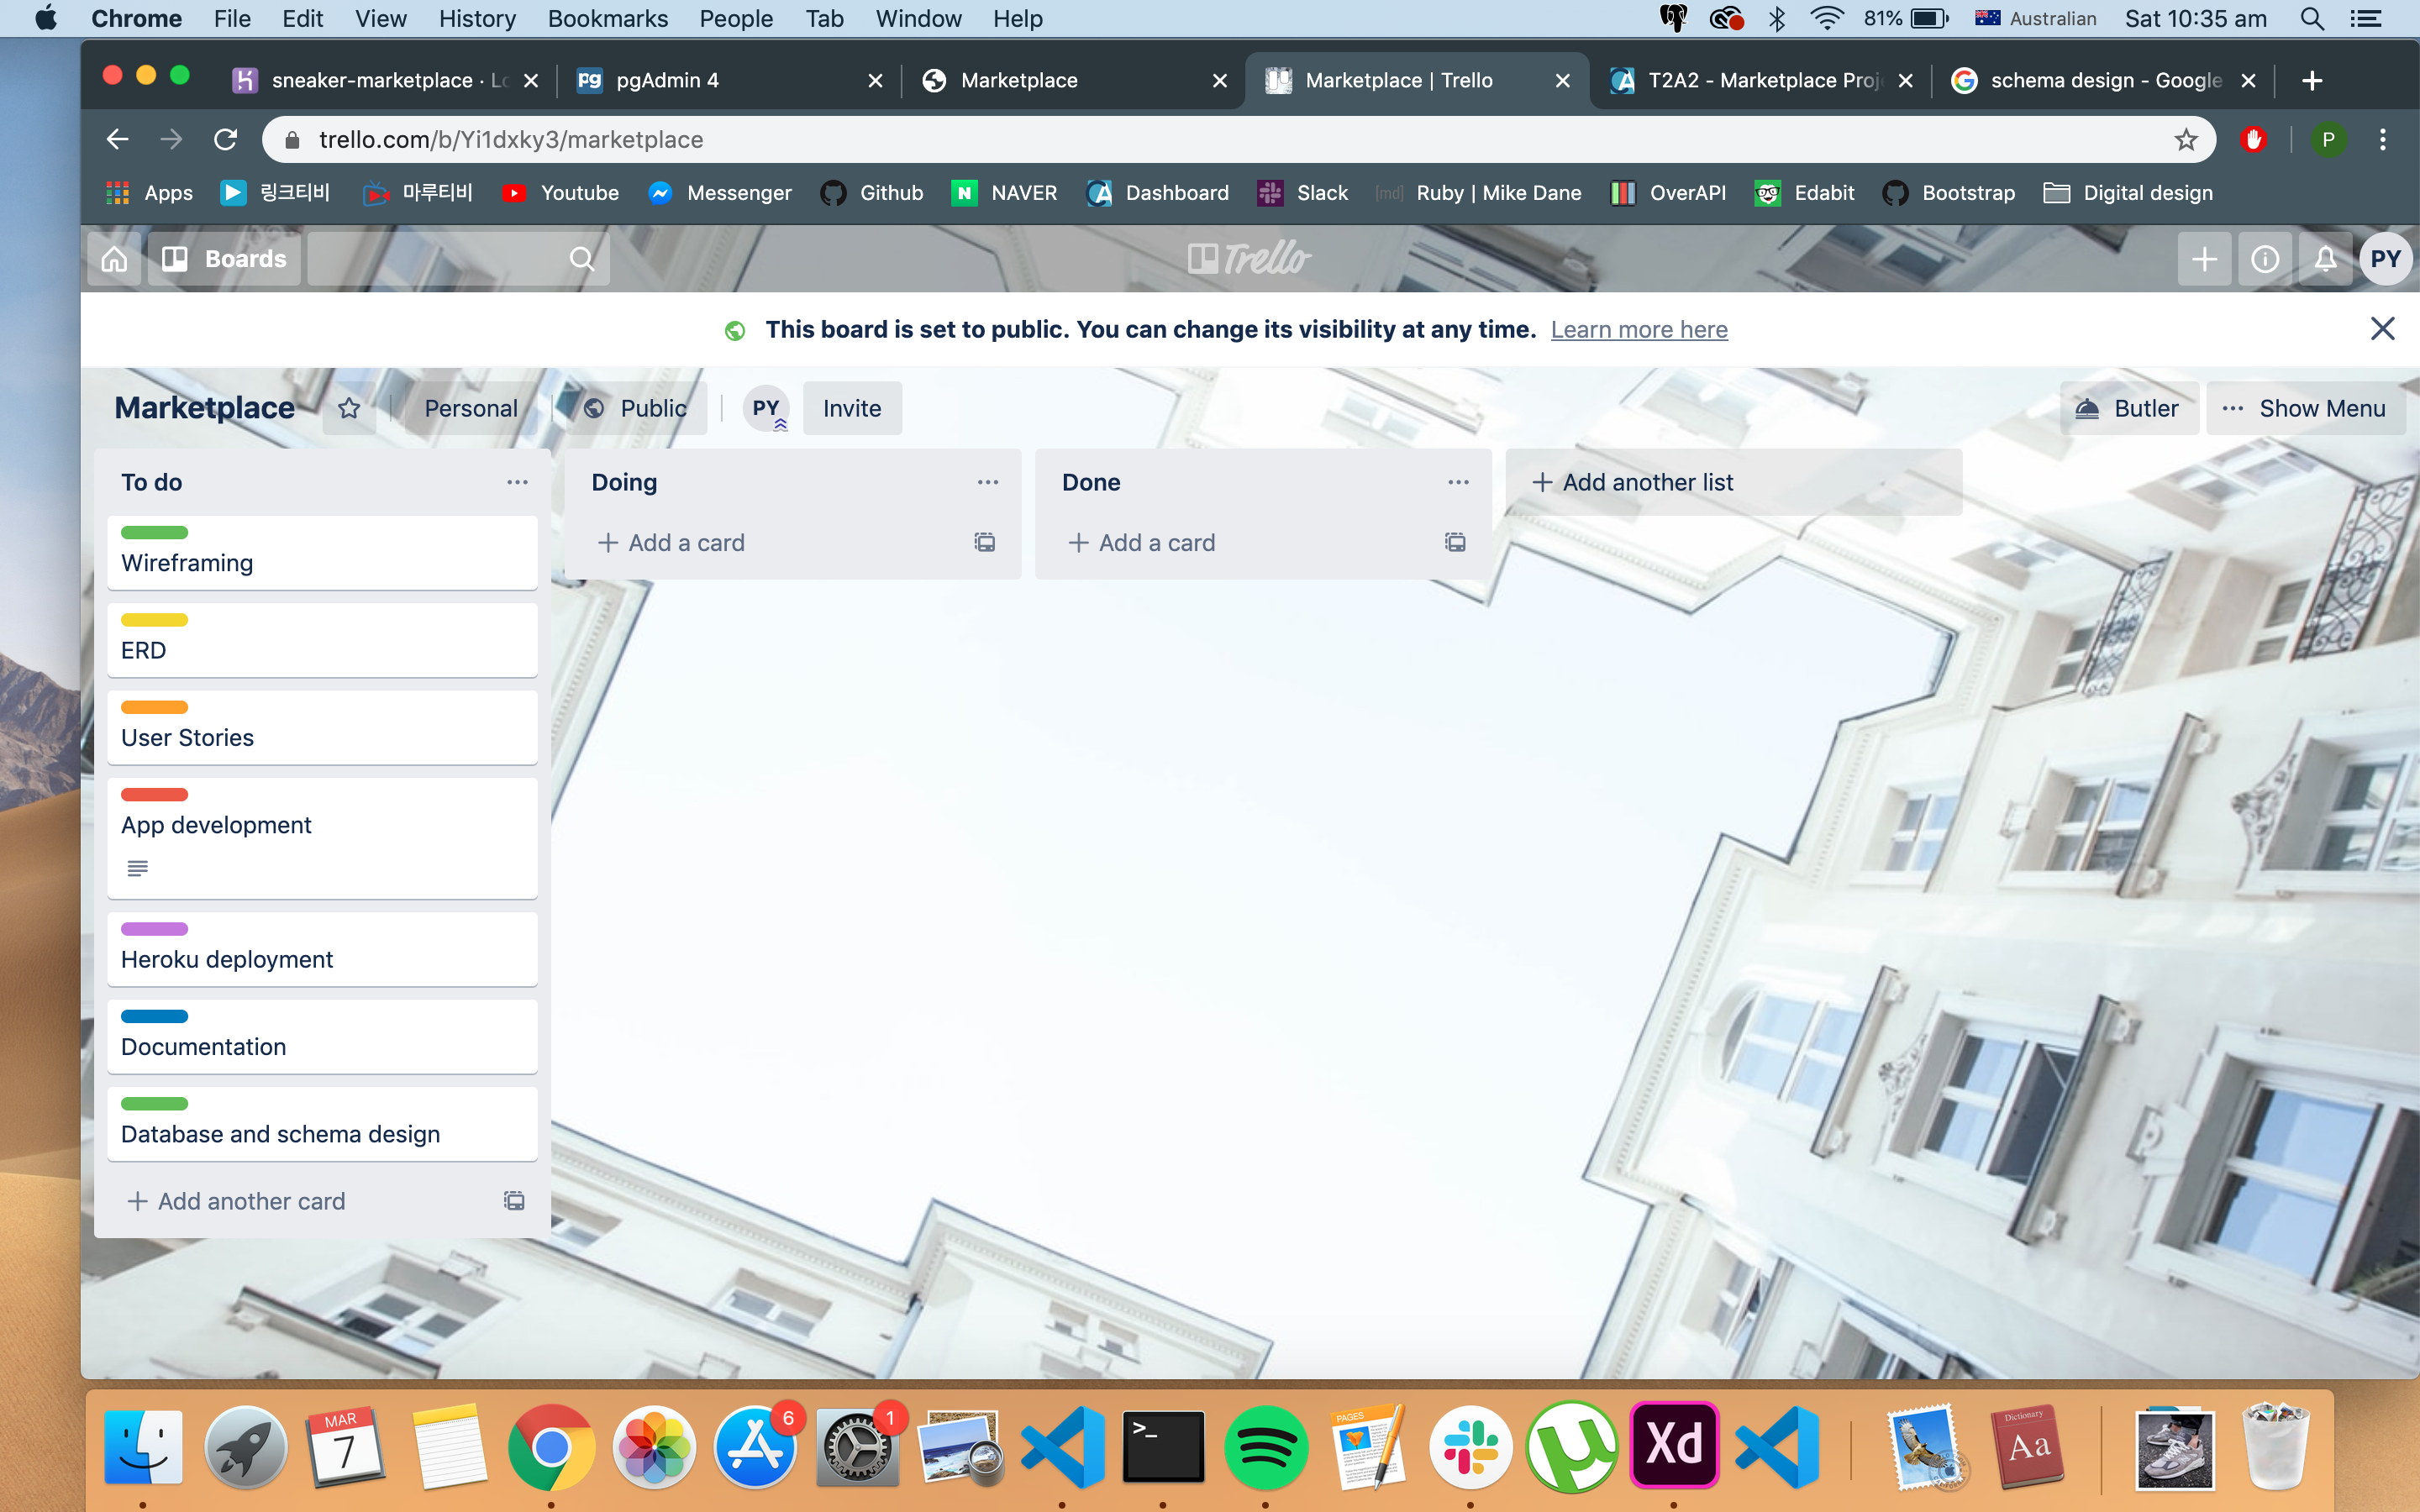 Chrome File Edit View History Bookmarks People Tab Window Help 81% Australian Sat 10:35 am
sneaker-marketplace · Lo pgAdmin 4 Marketplace Marketplace | Trello T2A2 - Marketplace Proj schema design - Google
trello.com/b/Yi1dxky3/marketplace P
Apps 링크티비 마루티비 Youtube Messenger Github NAVER Dashboard Slack [md] Ruby | Mike Dane OverAPI Edabit Bootstrap Digital design
Boards Trello PY
This board is set to public. You can change its visibility at any time. Learn more here
Marketplace Personal Public PY Invite Butler ... Show Menu
To do ... Doing ... Done ... + Add another list
+ Add a card + Add a card
Wireframing
ERD
User Stories
App development
Heroku deployment
Documentation
Database and schema design
+ Add another card
MAR
7
6
1
>_
PAGES
Xd
Dictionary
Aa